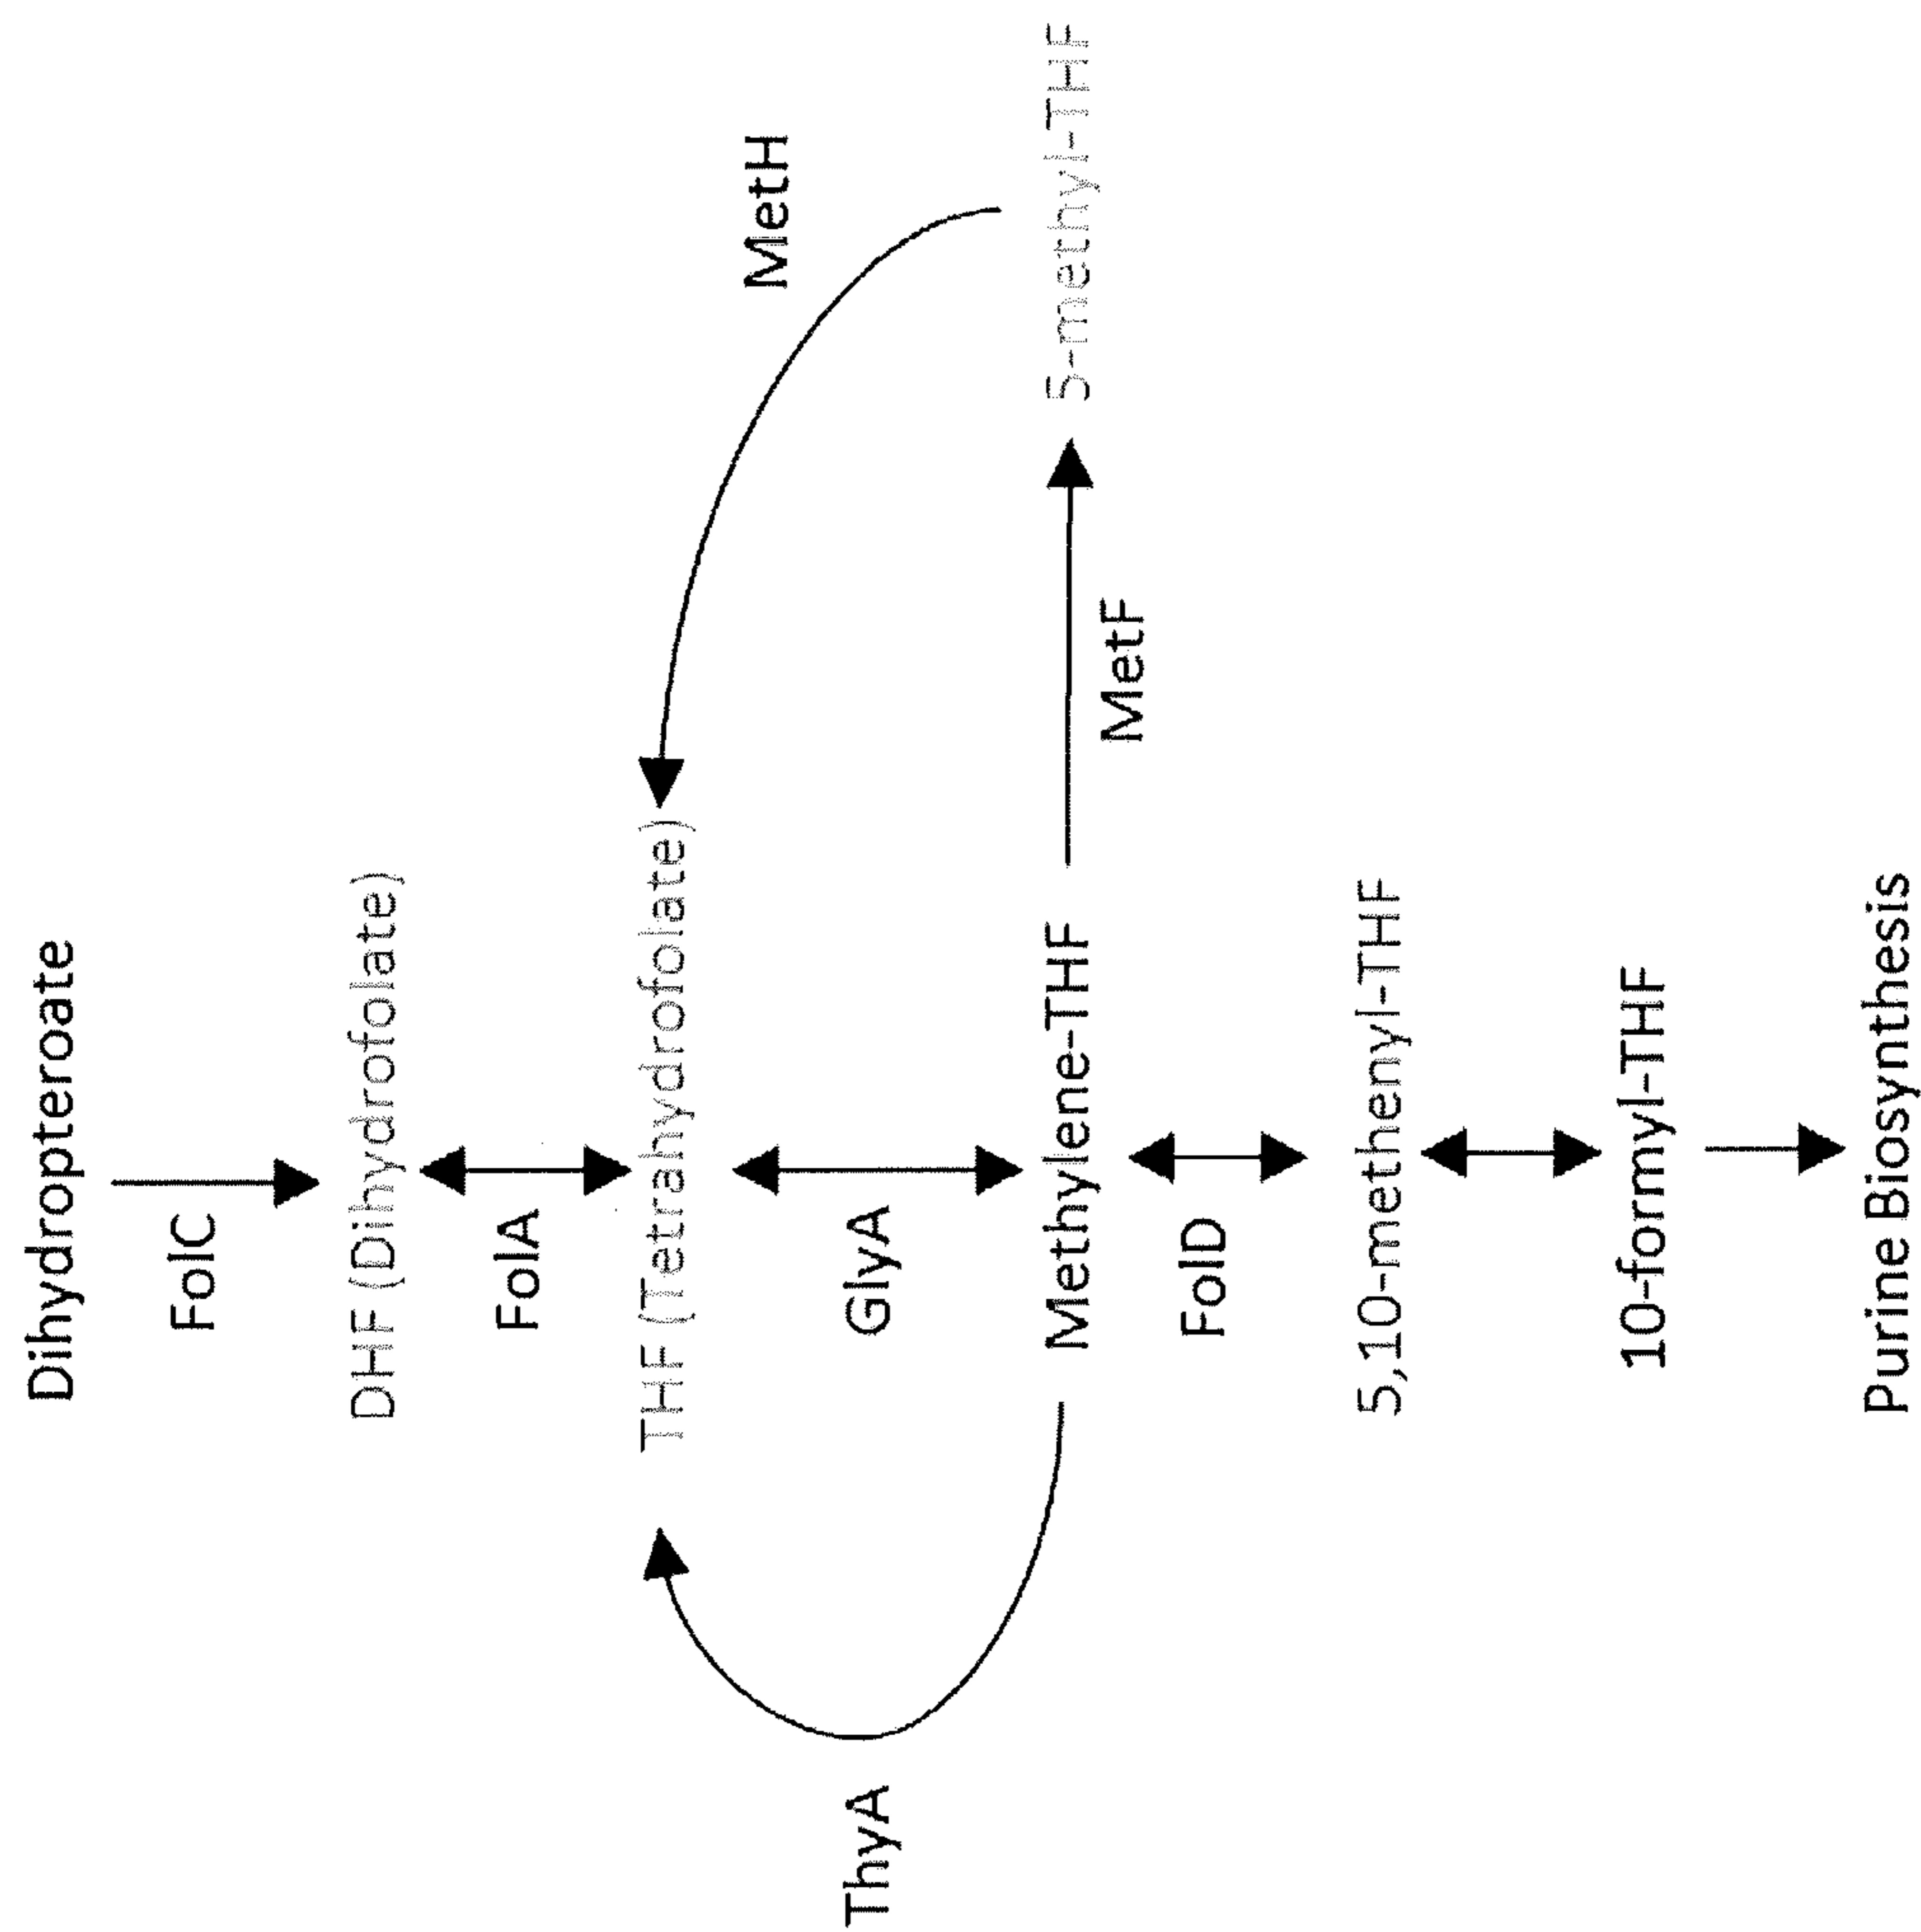 Dihydropteroate
FolC
DHF (Dihydrofolate)
FolA
THF (Tetrahydrofolate)
MetH
ThyA
GlyA
Methylene-THF
5-methyl-THF
MetF
FolD
5,10-methenyl-THF
10-formyl-THF
Purine Biosynthesis